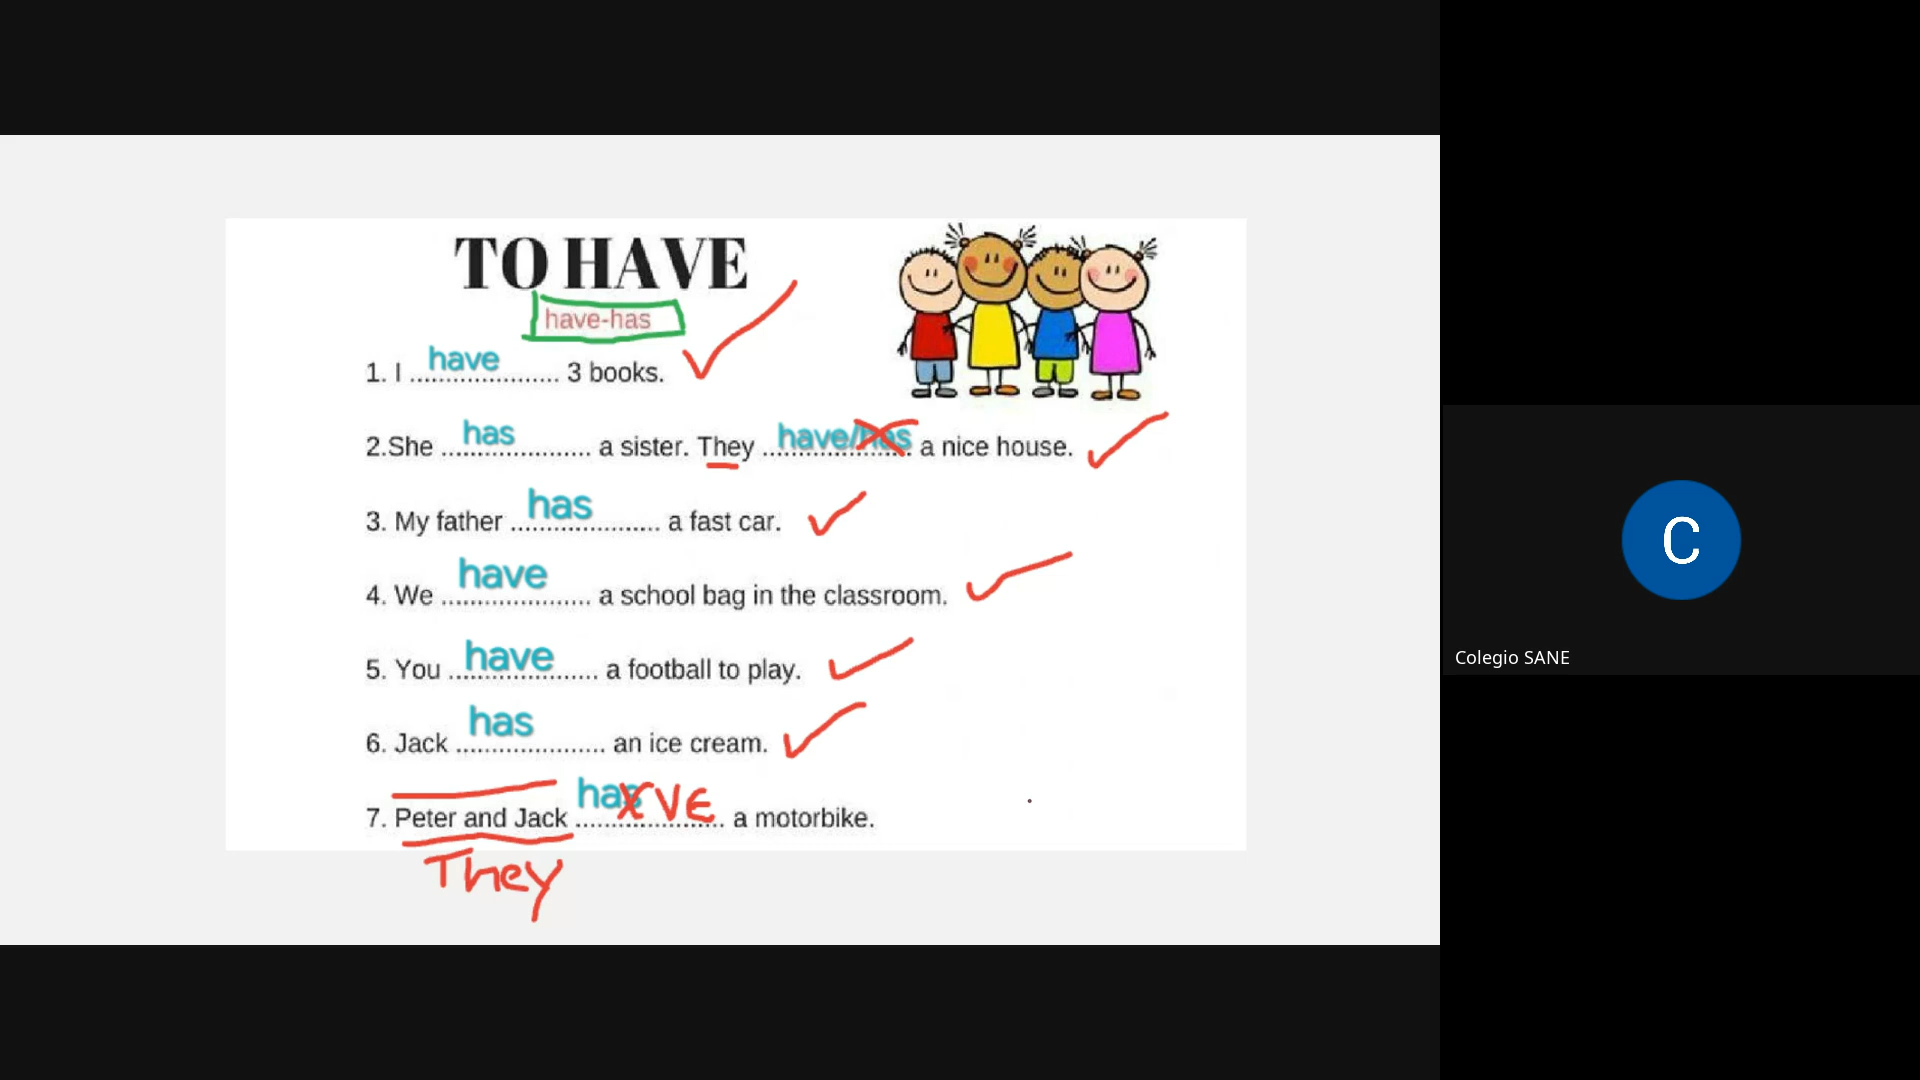 TO HAVE
have-has
1. I .....have..... 3 books.
2.She .....has..... a sister. They .....have/has..... a nice house.
3. My father .....has..... a fast car.
4. We .....have..... a school bag in the classroom.
5. You .....have..... a football to play.
6. Jack .....has..... an ice cream.
7. Peter and Jack .....has VE..... a motorbike.
They
C
Colegio SANE